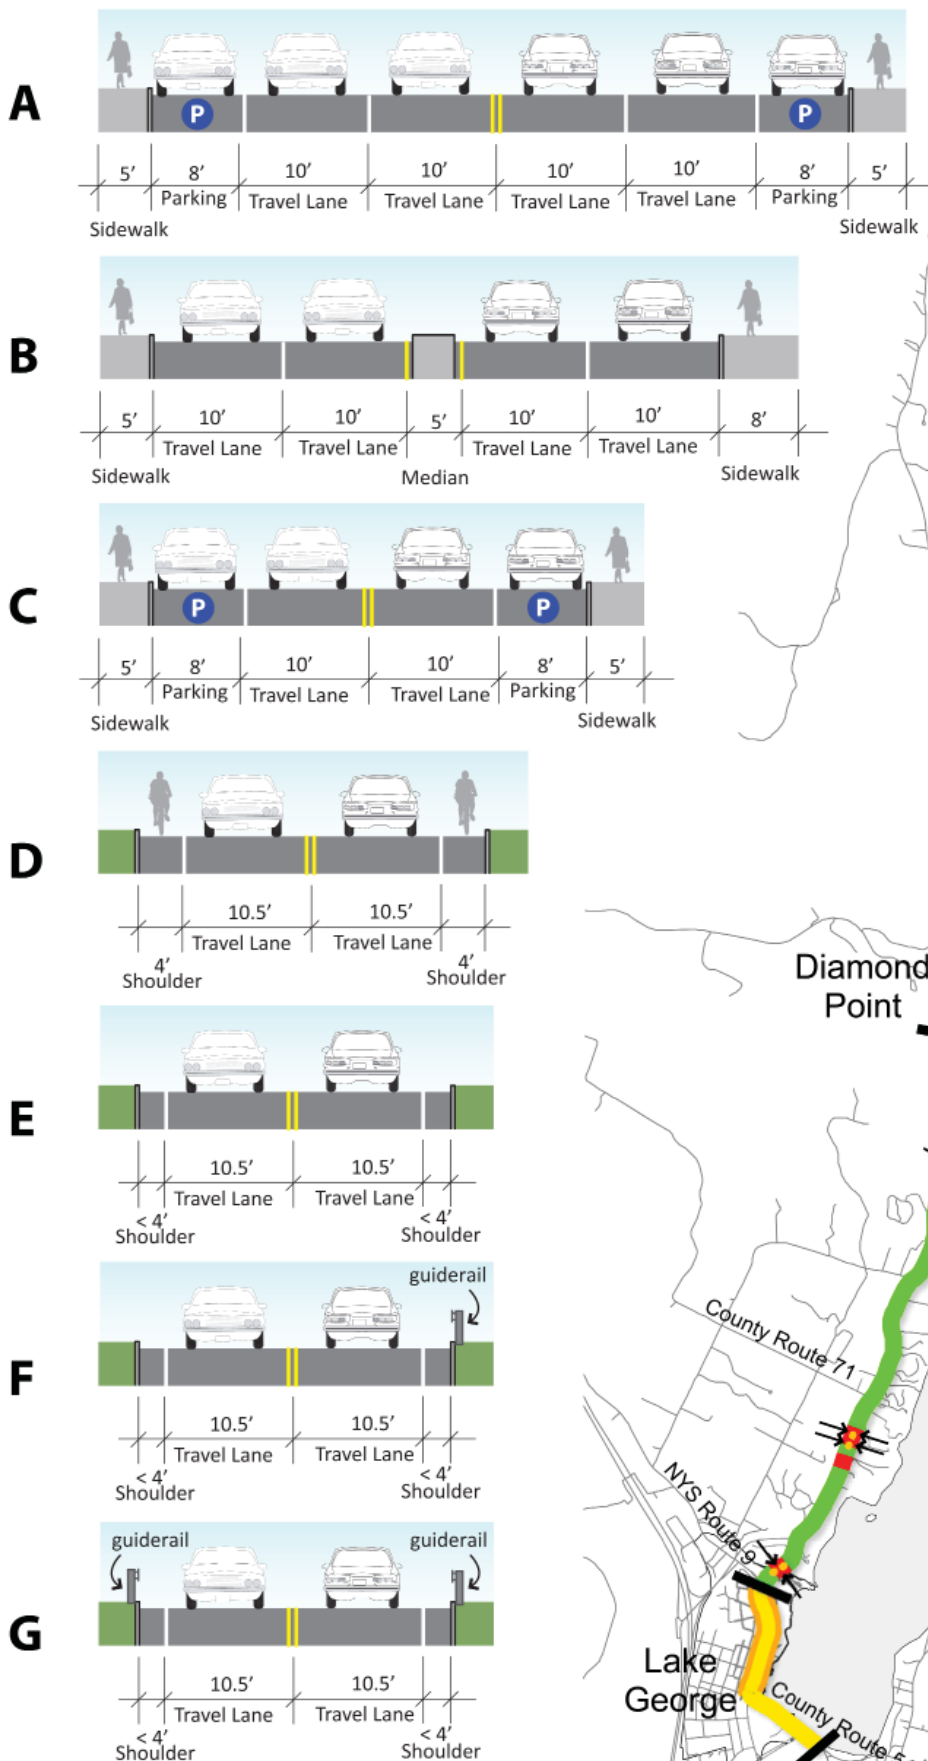 A
P
P
5’
8’
10’
10’
10’
10’
8’
5’
Parking
Travel Lane
Travel Lane
Travel Lane
Travel Lane
Parking
Sidewalk
Sidewalk
B
5’
10’
10’
5’
10’
10’
8’
Travel Lane
Travel Lane
Travel Lane
Travel Lane
Sidewalk
Median
Sidewalk
C
P
P
5’
8’
10’
10’
8’
5’
Parking
Travel Lane
Travel Lane
Parking
Sidewalk
Sidewalk
D
10.5’
10.5’
Travel Lane
Travel Lane
4’
Shoulder
4’
Shoulder
E
10.5’
10.5’
Travel Lane
Travel Lane
< 4’
Shoulder
< 4’
Shoulder
guiderail
F
10.5’
10.5’
Travel Lane
Travel Lane
< 4’
Shoulder
< 4’
Shoulder
guiderail
guiderail
G
10.5’
10.5’
Travel Lane
Travel Lane
< 4’
Shoulder
< 4’
Shoulder
Diamond
Point
County Route 71
NYS Route 9
Lake
George
County Route